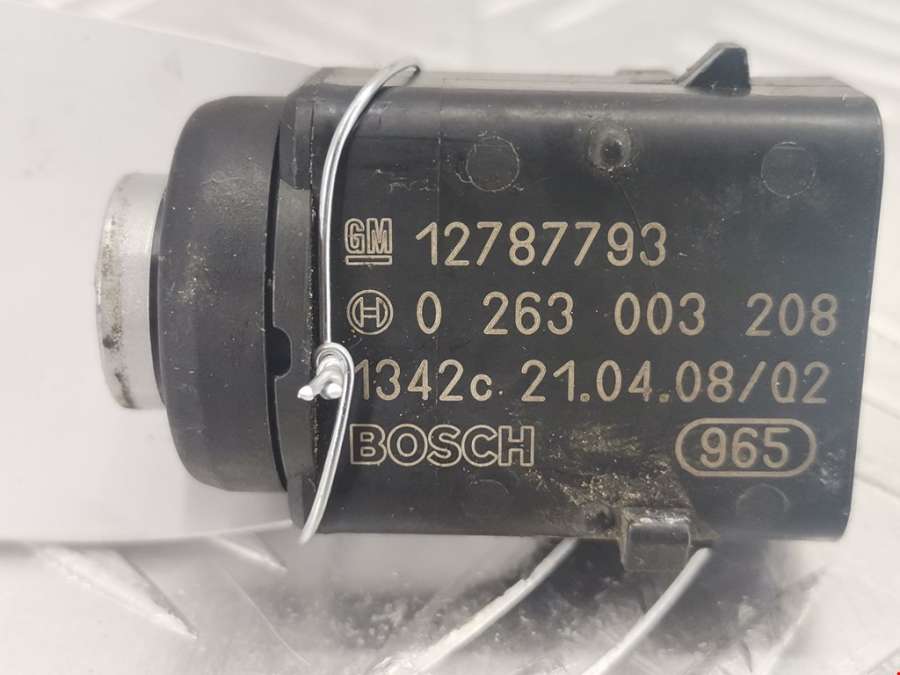 GM 12787793
0 263 003 208
1342c 21.04.08/02
BOSCH 965